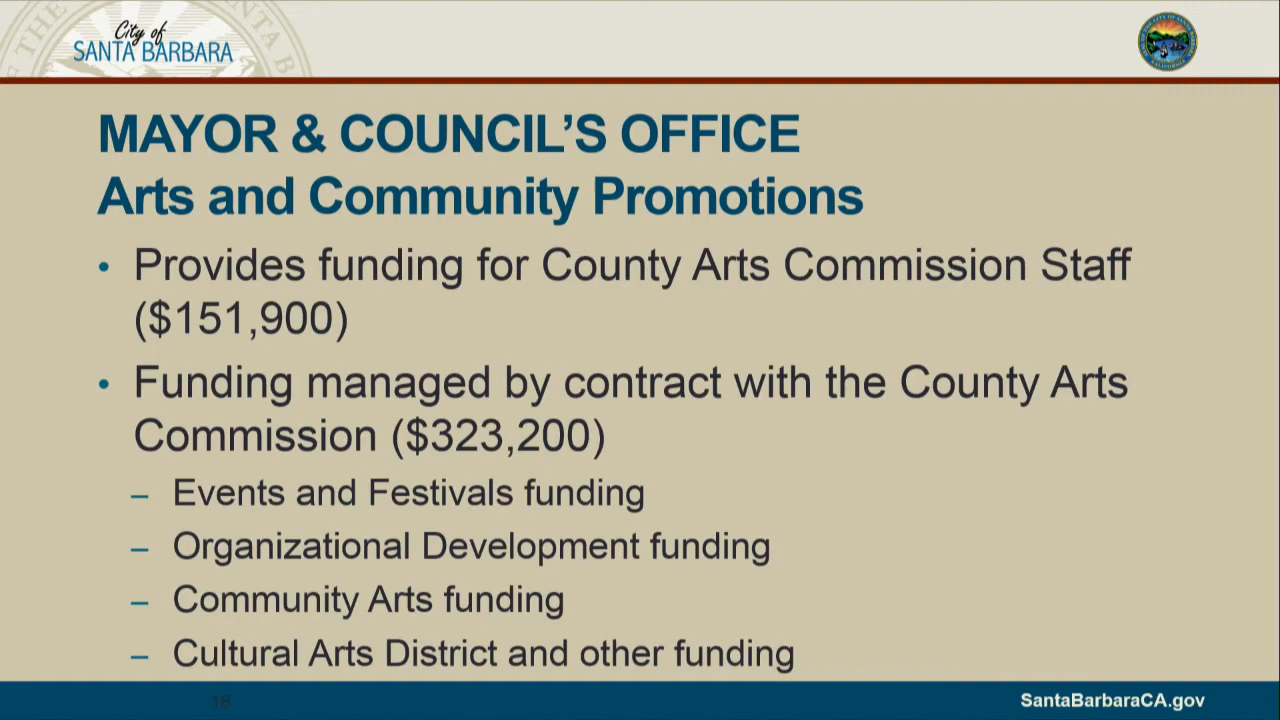 City of
SANTA BARBARA
MAYOR & COUNCIL’S OFFICE
Arts and Community Promotions
• Provides funding for County Arts Commission Staff
($151,900)
• Funding managed by contract with the County Arts
Commission ($323,200)
– Events and Festivals funding
– Organizational Development funding
– Community Arts funding
– Cultural Arts District and other funding
18
SantaBarbaraCA.gov